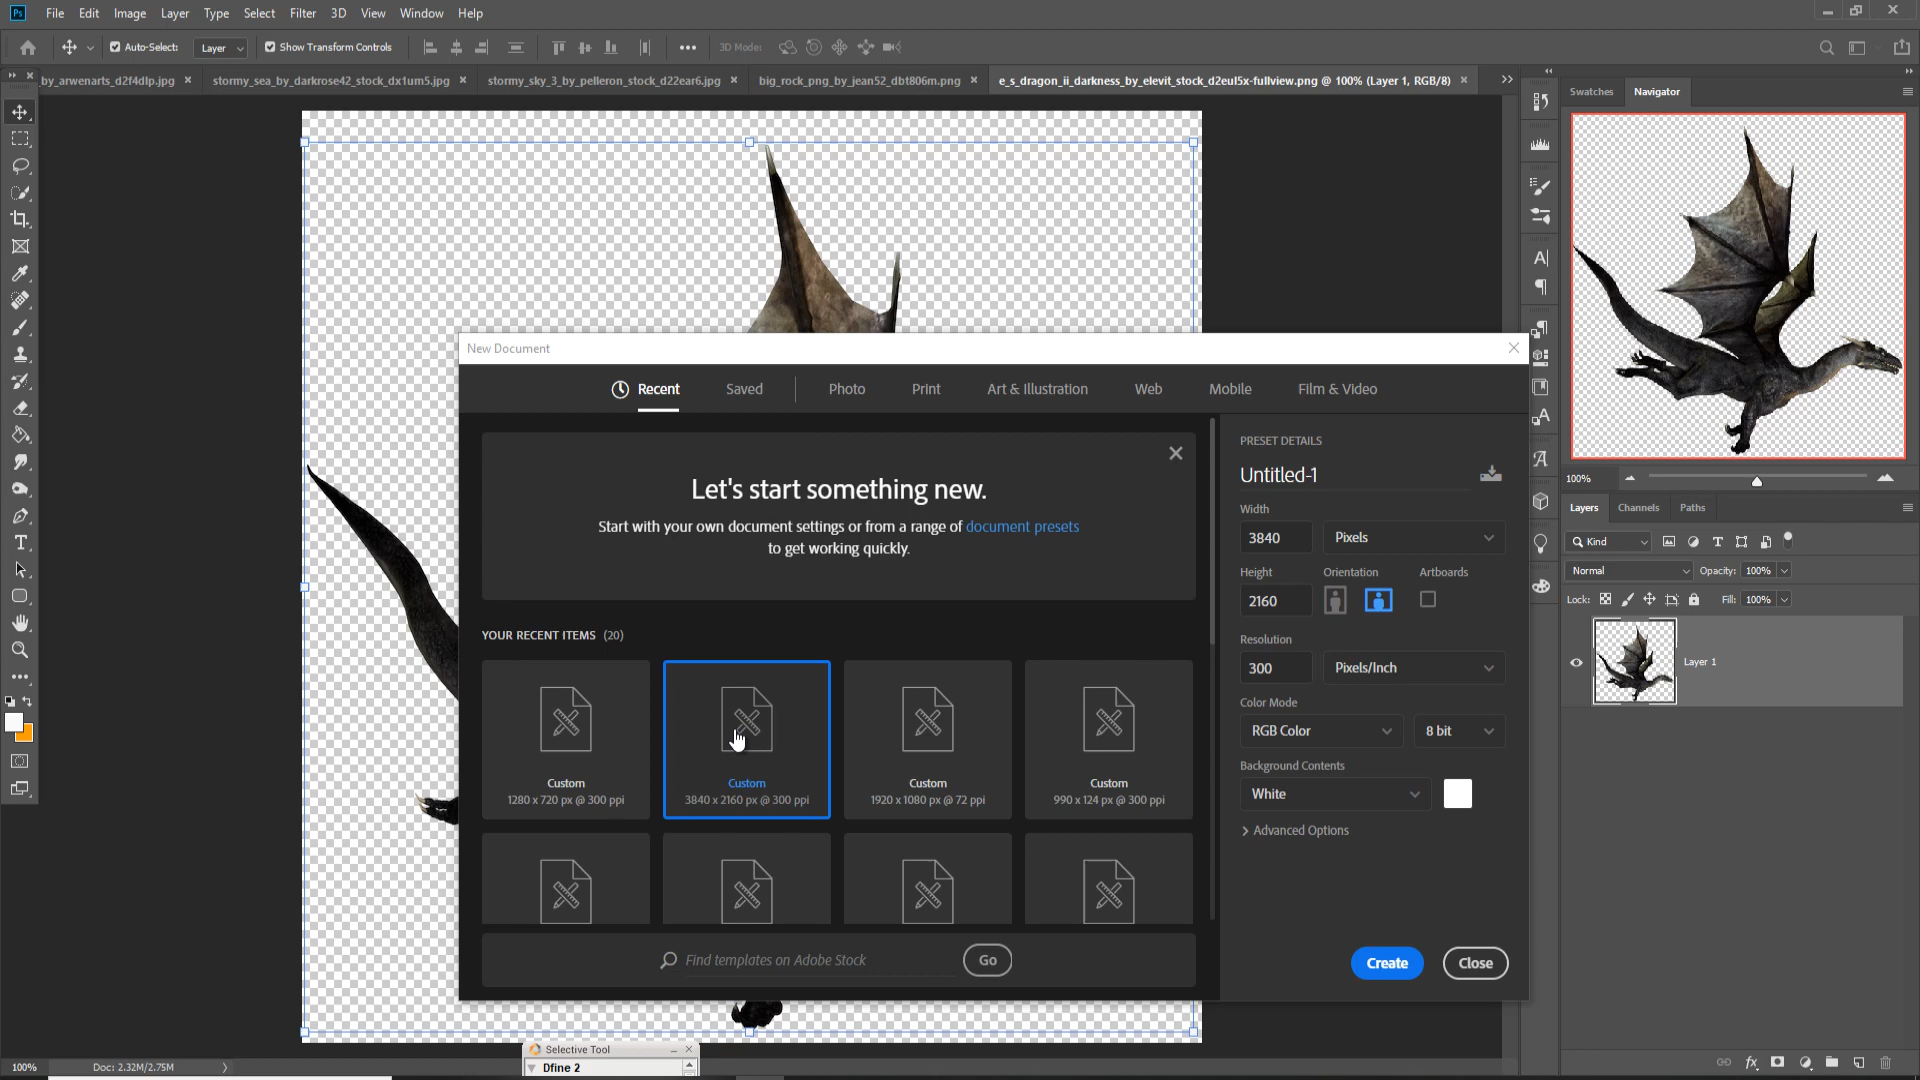 Ps File Edit Image Layer Type Select Filter 3D View Window Help
Auto-Select: Layer Show Transform Controls 3D Mode:
by_arwenarts_d2f4dlp.jpg stormy_sea_by_darkrose42_stock_dx1um5.jpg stormy_sky_3_by_pelleron_stock_d22ear6.jpg big_rock_png_by_jean52_dbt806m.png e_s_dragon_ii_darkness_by_elevit_stock_d2eul5x-fullview.png @ 100% (Layer 1, RGB/8)
Swatches Navigator
New Document
Recent Saved Photo Print Art & Illustration Web Mobile Film & Video
Let's start something new.
Start with your own document settings or from a range of document presets
to get working quickly.
YOUR RECENT ITEMS (20)
Custom
1280 x 720 px @ 300 ppi
Custom
3840 x 2160 px @ 300 ppi
Custom
1920 x 1080 px @ 72 ppi
Custom
990 x 124 px @ 300 ppi
Find templates on Adobe Stock Go
PRESET DETAILS
Untitled-1
Width
3840 Pixels
Height Orientation Artboards
2160
Resolution
300 Pixels/Inch
Color Mode
RGB Color 8 bit
Background Contents
White
Advanced Options
Create Close
100%
Layers Channels Paths
Kind
Normal Opacity: 100%
Lock: Fill: 100%
Layer 1
Selective Tool
Dfine 2
100% Doc: 2.32M/2.75M